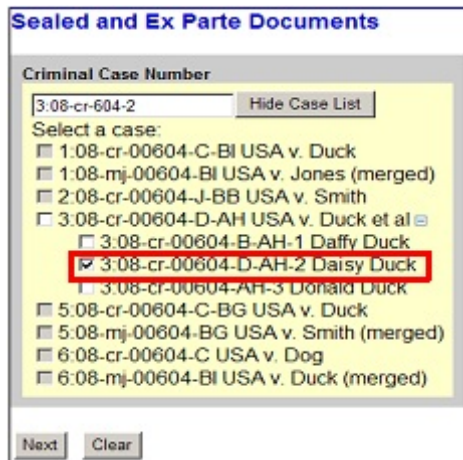 Sealed and Ex Parte Documents
Criminal Case Number
3:08-cr-604-2 Hide Case List
Select a case:
1:08-cr-00604-C-BI USA v. Duck
1:08-mj-00604-BI USA v. Jones (merged)
2:08-cr-00604-J-BB USA v. Smith
3:08-cr-00604-D-AH USA v. Duck et al
3:08-cr-00604-B-AH-1 Daffy Duck
3:08-cr-00604-D-AH-2 Daisy Duck
3:08-cr-00604-AH-3 Donald Duck
5:08-cr-00604-C-BG USA v. Duck
5:08-mj-00604-BG USA v. Smith (merged)
6:08-cr-00604-C USA v. Dog
6:08-mj-00604-BI USA v. Duck (merged)
Next Clear